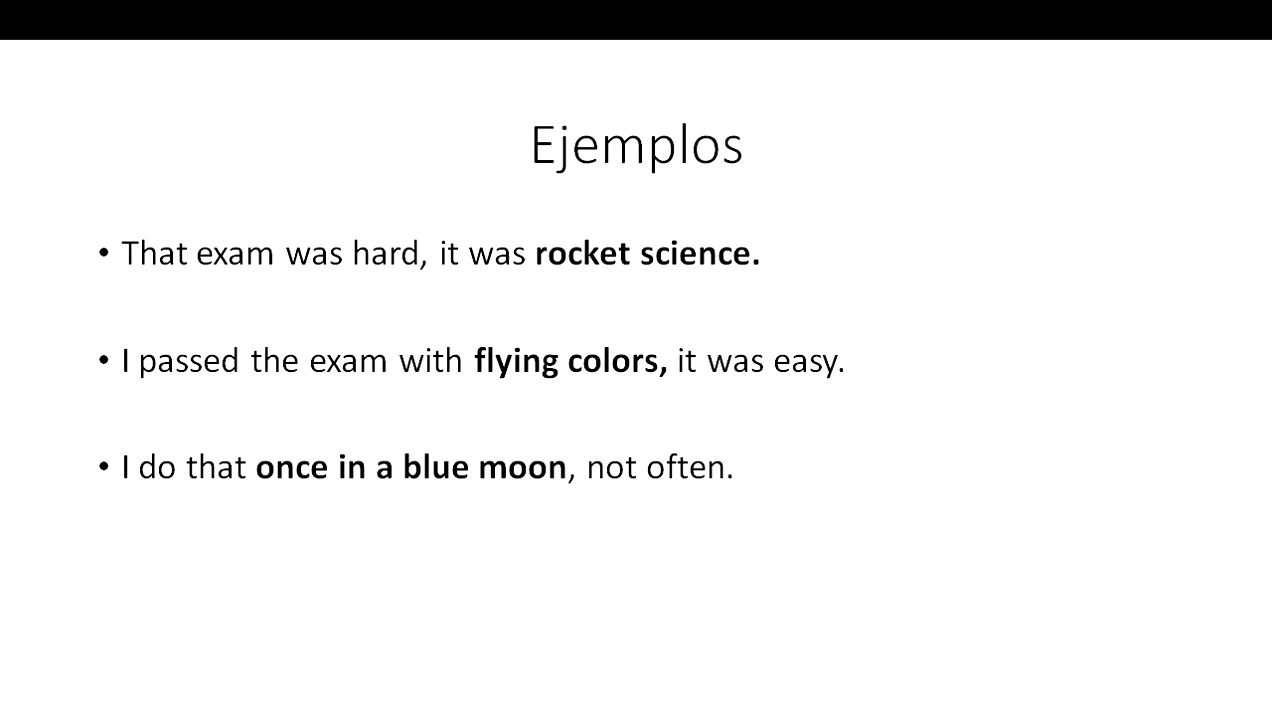 Ejemplos
• That exam was hard, it was rocket science.
• I passed the exam with flying colors, it was easy.
• I do that once in a blue moon, not often.